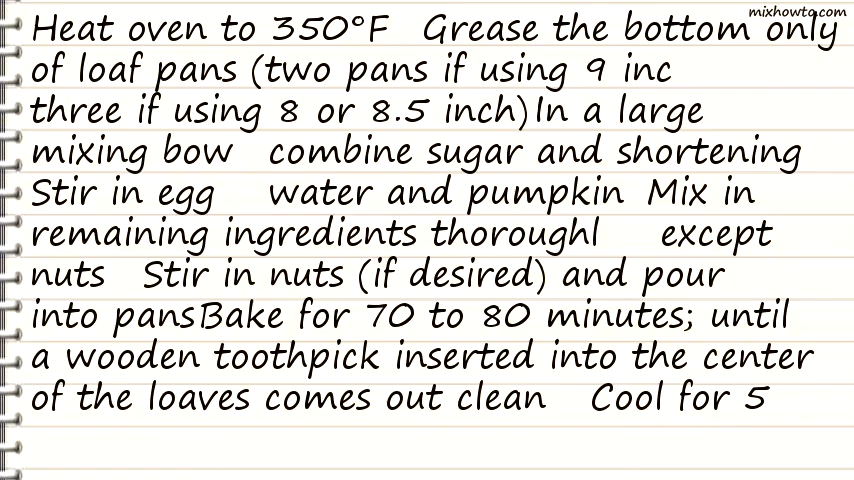 mixhowto.com
Heat oven to 350°F Grease the bottom only
of loaf pans (two pans if using 9 inc
three if using 8 or 8.5 inch)In a large
mixing bow combine sugar and shortening
Stir in egg water and pumpkin Mix in
remaining ingredients thoroughl except
nuts Stir in nuts (if desired) and pour
into pansBake for 70 to 80 minutes; until
a wooden toothpick inserted into the center
of the loaves comes out clean Cool for 5